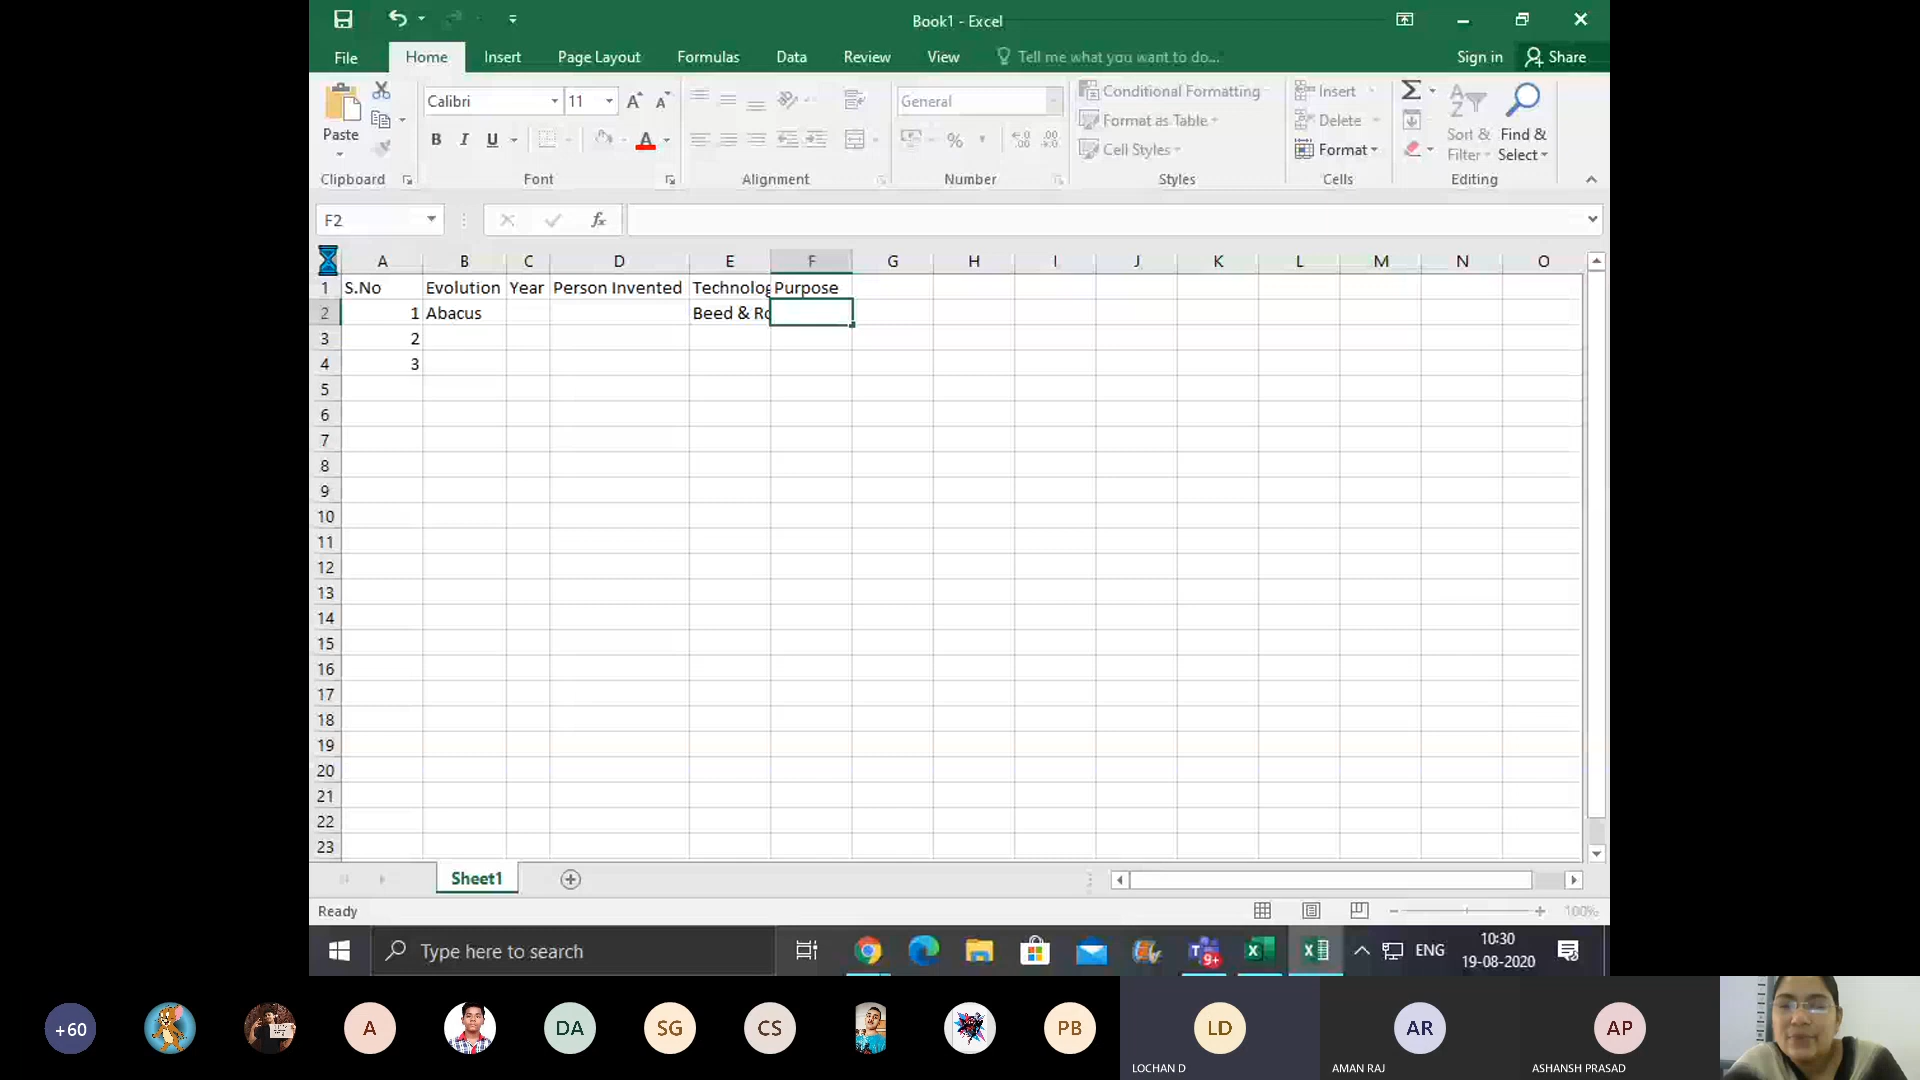 Book1 - Excel
File Home Insert Page Layout Formulas Data Review View Tell me what you want to do... Sign in Share
Calibri 11 General Conditional Formatting Insert
Paste B I U % Format as Table Delete Sort & Find &
Cell Styles Format Filter Select
Clipboard Font Alignment Number Styles Cells Editing
F2 fx
A B C D E F G H I J K L M N O
1 S.No Evolution Year Person Invented Technolog Purpose
2 1 Abacus Beed & Ro
3 2
4 3
5
6
7
8
9
10
11
12
13
14
15
16
17
18
19
20
21
22
23
Sheet1
Ready 100%
Type here to search 9+ ENG 10:30
19-08-2020
+60 A DA SG CS PB LD AR AP
LOCHAN D AMAN RAJ ASHANSH PRASAD